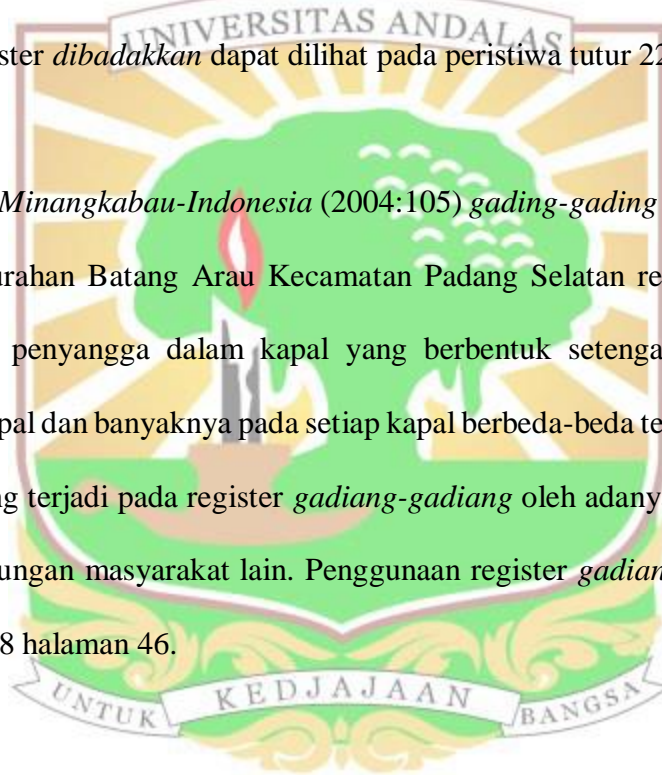 UNIVERSITAS ANDALAS
ster dibadakkan dapat dilihat pada peristiwa tutur 22
Minangkabau-Indonesia (2004:105) gading-gading
urahan Batang Arau Kecamatan Padang Selatan re
penyangga dalam kapal yang berbentuk setenga
pal dan banyaknya pada setiap kapal berbeda-beda te
ng terjadi pada register gadiang-gadiang oleh adany
ungan masyarakat lain. Penggunaan register gadian
8 halaman 46.
UNTUK KEDJAJAAN BANGSA